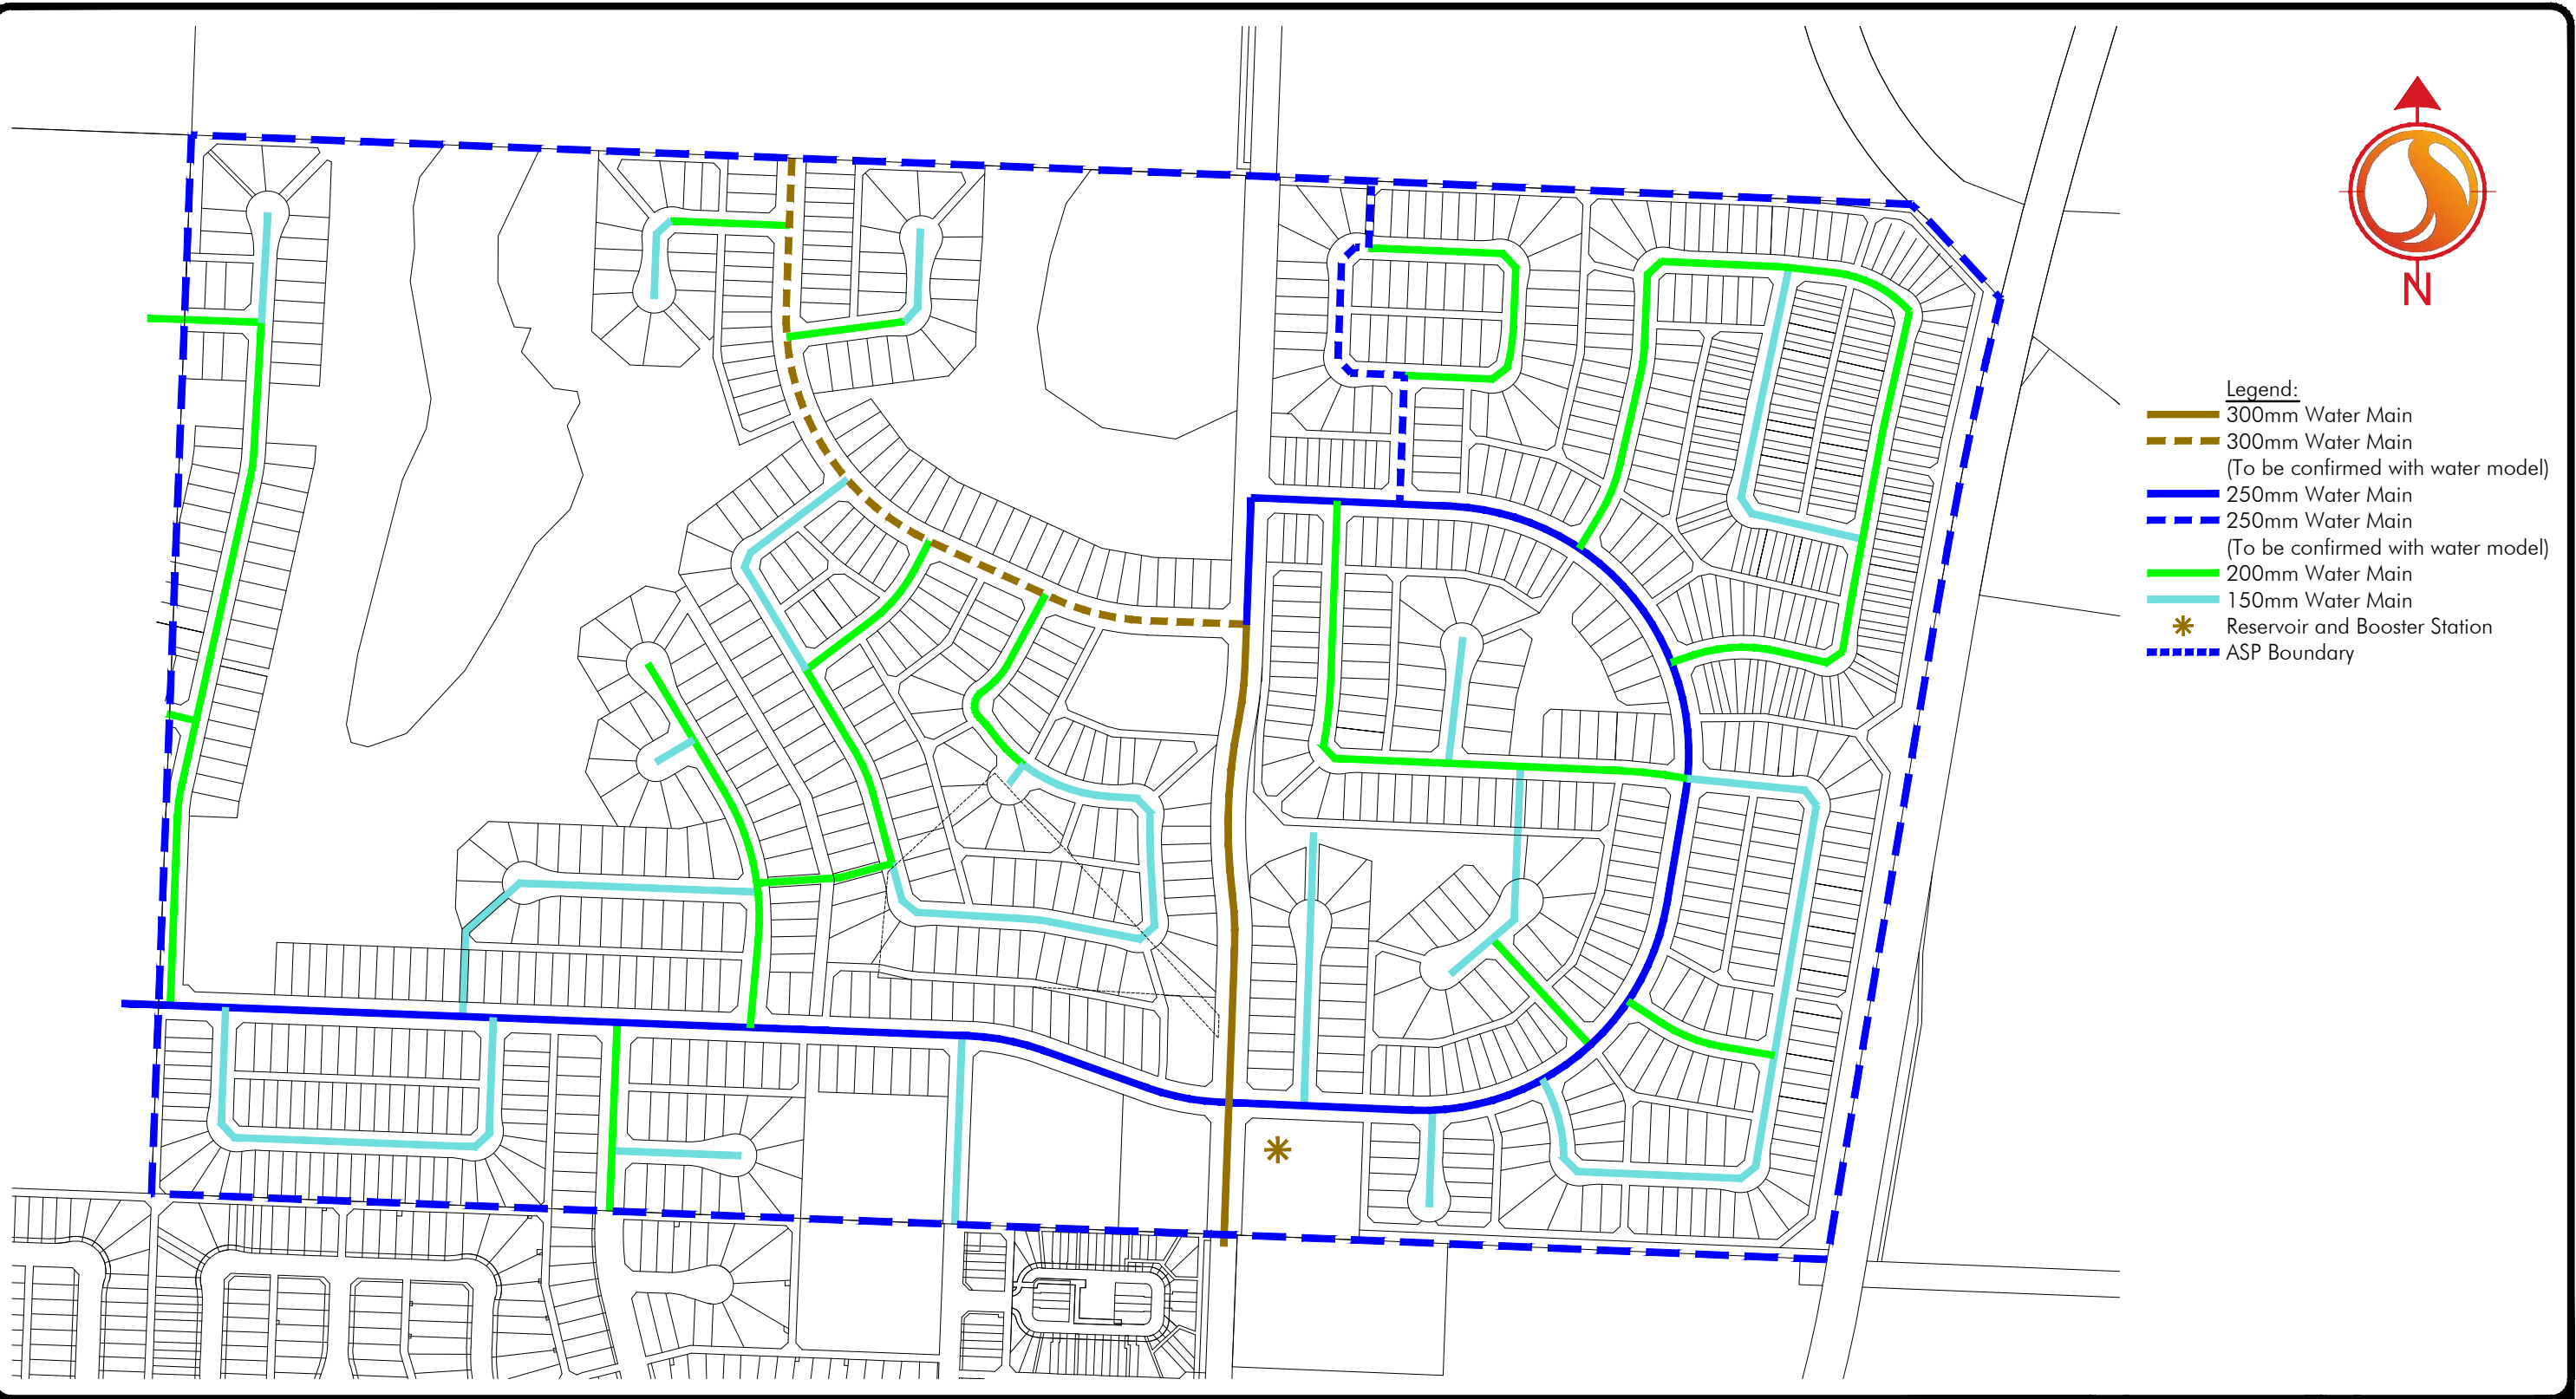 N
Legend:
300mm Water Main
300mm Water Main
(To be confirmed with water model)
250mm Water Main
250mm Water Main
(To be confirmed with water model)
200mm Water Main
150mm Water Main
Reservoir and Booster Station
ASP Boundary